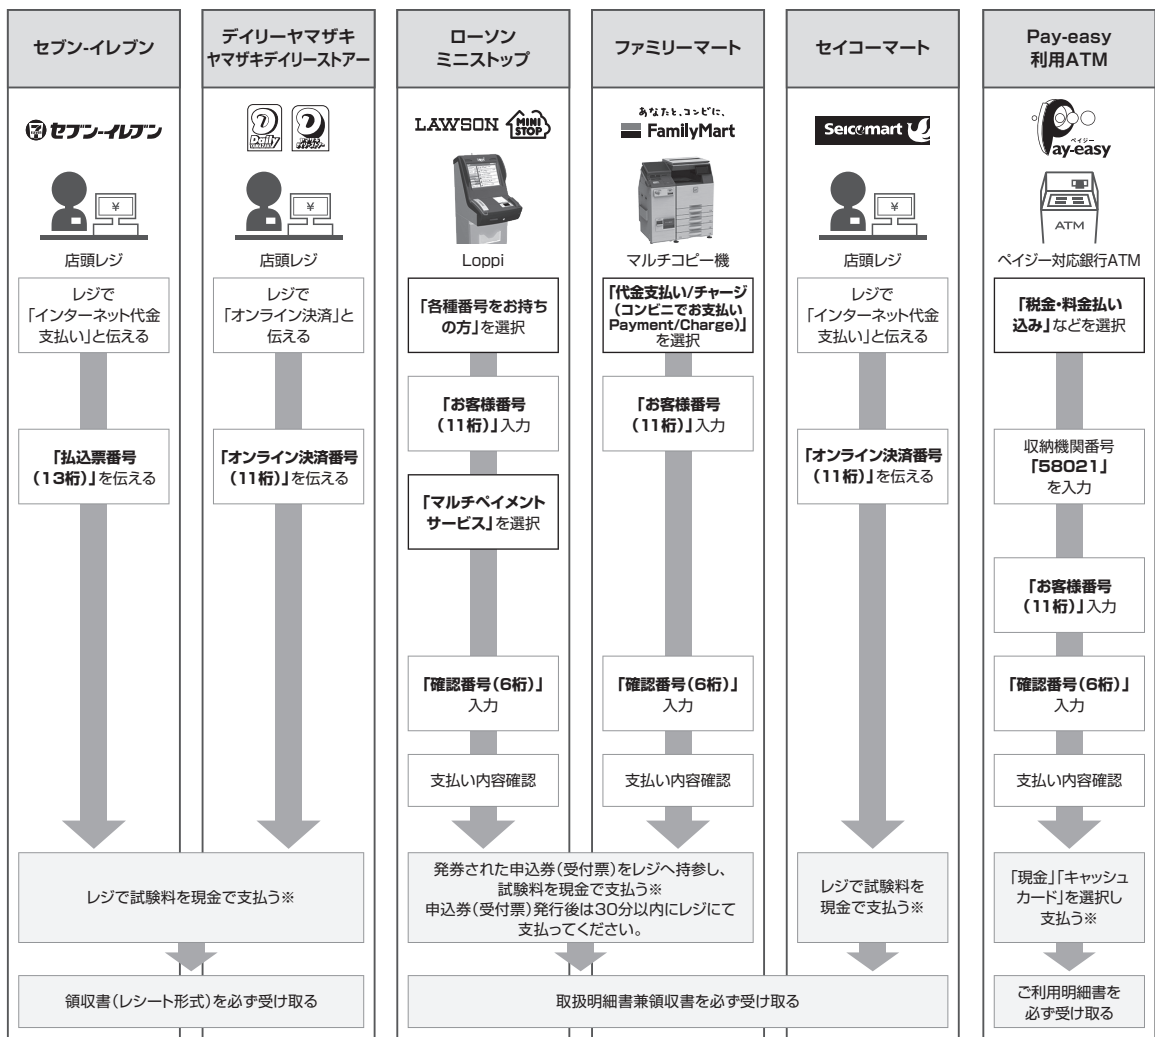 セブン-イレブン
セブン-イレブン
店頭レジ
レジで
「インターネット代金
支払い」と伝える
「払込票番号
(13桁)」を伝える
デイリーヤマザキ
ヤマザキデイリーストアー
Daily
店頭レジ
レジで
「オンライン決済」と
伝える
「オンライン決済番号
(11桁)」を伝える
レジで試験料を現金で支払う※
領収書(レシート形式)を必ず受け取る
ローソン
ミニストップ
LAWSON
MINI
STOP
Loppi
「各種番号をお持ち
の方」を選択
「お客様番号
(11桁)」入力
「マルチペイメント
サービス」を選択
「確認番号(6桁)」
入力
支払い内容確認
ファミリーマート
あなたと、コンビに、
FamilyMart
マルチコピー機
「代金支払い/チャージ
(コンビニでお支払い
Payment/Charge)」
を選択
「お客様番号
(11桁)」入力
「確認番号(6桁)」
入力
支払い内容確認
発券された申込券(受付票)をレジへ持参し、
試験料を現金で支払う※
申込券(受付票)発行後は30分以内にレジにて
支払ってください。
セイコーマート
Seicomart
店頭レジ
レジで
「インターネット代金
支払い」と伝える
「オンライン決済番号
(11桁)」を伝える
レジで試験料を
現金で支払う※
取扱明細書兼領収書を必ず受け取る
Pay-easy
利用ATM
ペイジー
Pay-easy
ATM
ペイジー対応銀行ATM
「税金・料金払い
込み」などを選択
収納機関番号
「58021」
を入力
「お客様番号
(11桁)」入力
「確認番号(6桁)」
入力
支払い内容確認
「現金」「キャッシュ
カード」を選択し
支払う※
ご利用明細書を
必ず受け取る